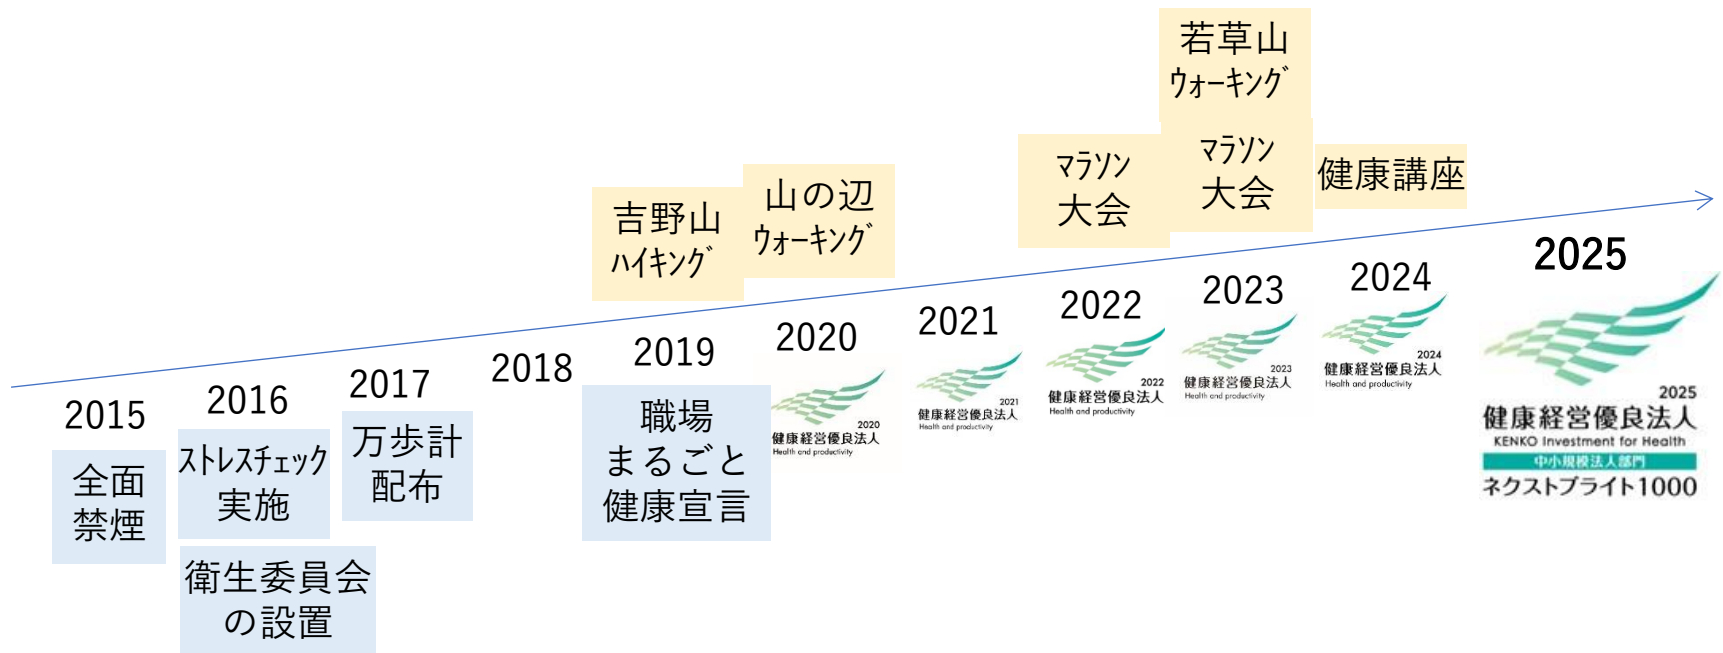 若草山
ｳｫｰｷﾝｸﾞ
ﾏﾗｿﾝ
大会
ﾏﾗｿﾝ
大会
健康講座
吉野山
ﾊｲｷﾝｸﾞ
山の辺
ｳｫｰｷﾝｸﾞ
2015
全面
禁煙
2016
ｽﾄﾚｽﾁｪｯｸ
実施
衛生委員会
の設置
2017
万歩計
配布
2018
2019
職場
まるごと
健康宣言
2020
2020
健康経営優良法人
Health and productivity
2021
2021
健康経営優良法人
Health and productivity
2022
2022
健康経営優良法人
Health and productivity
2023
2023
健康経営優良法人
Health and productivity
2024
2024
健康経営優良法人
Health and productivity
2025
2025
健康経営優良法人
KENKO Investment for Health
中小規模法人部門
ネクストブライト1000